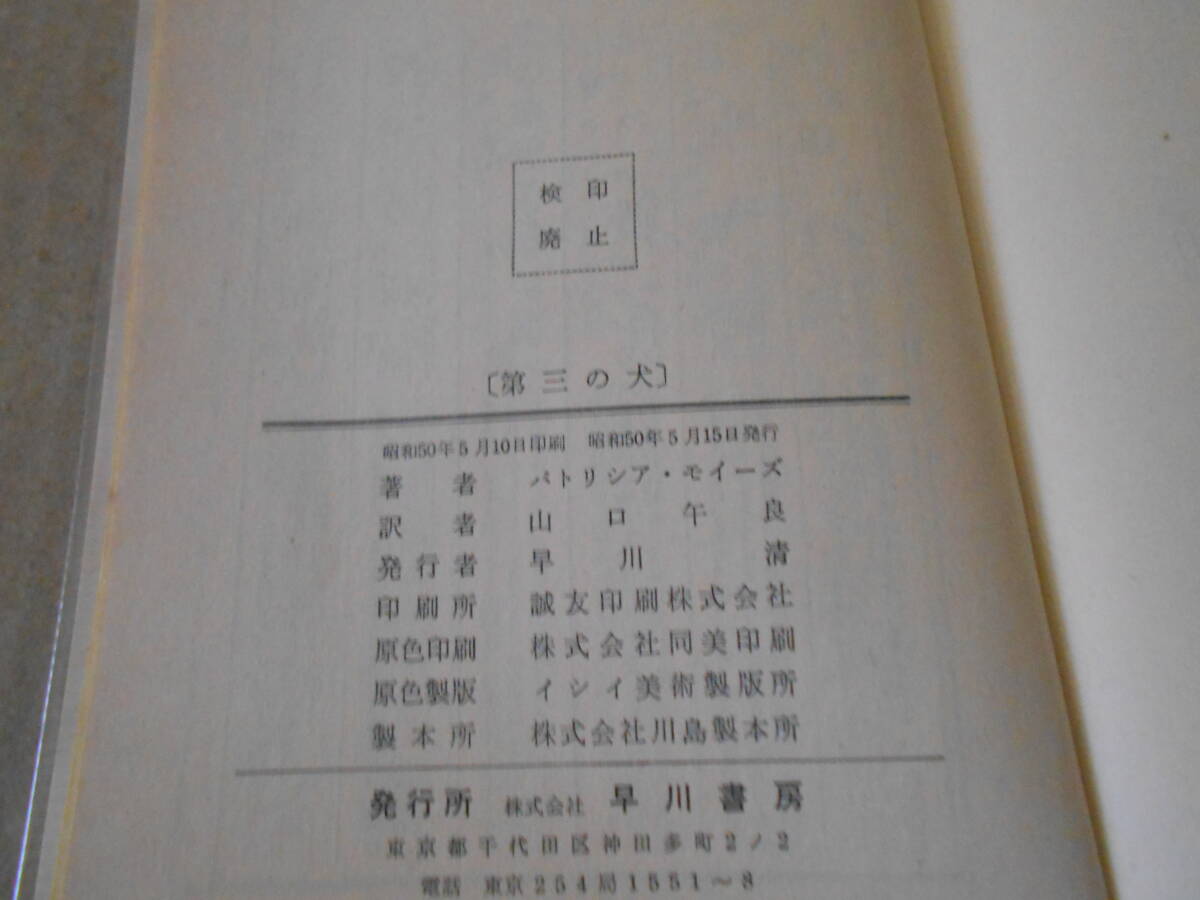 検印
廃止
〔第三の犬〕
昭和50年5月10日印刷 昭和50年5月15日発行
著者 パトリシア・モイーズ
訳者 山口午良
発行者 早川清
印刷所 誠友印刷株式会社
原色印刷 株式会社同美印刷
原色製版 イシイ美術製版所
製本所 株式会社川島製本所
発行所 株式会社 早川書房
東京都千代田区神田多町2ノ2
電話 東京254局1551〜8